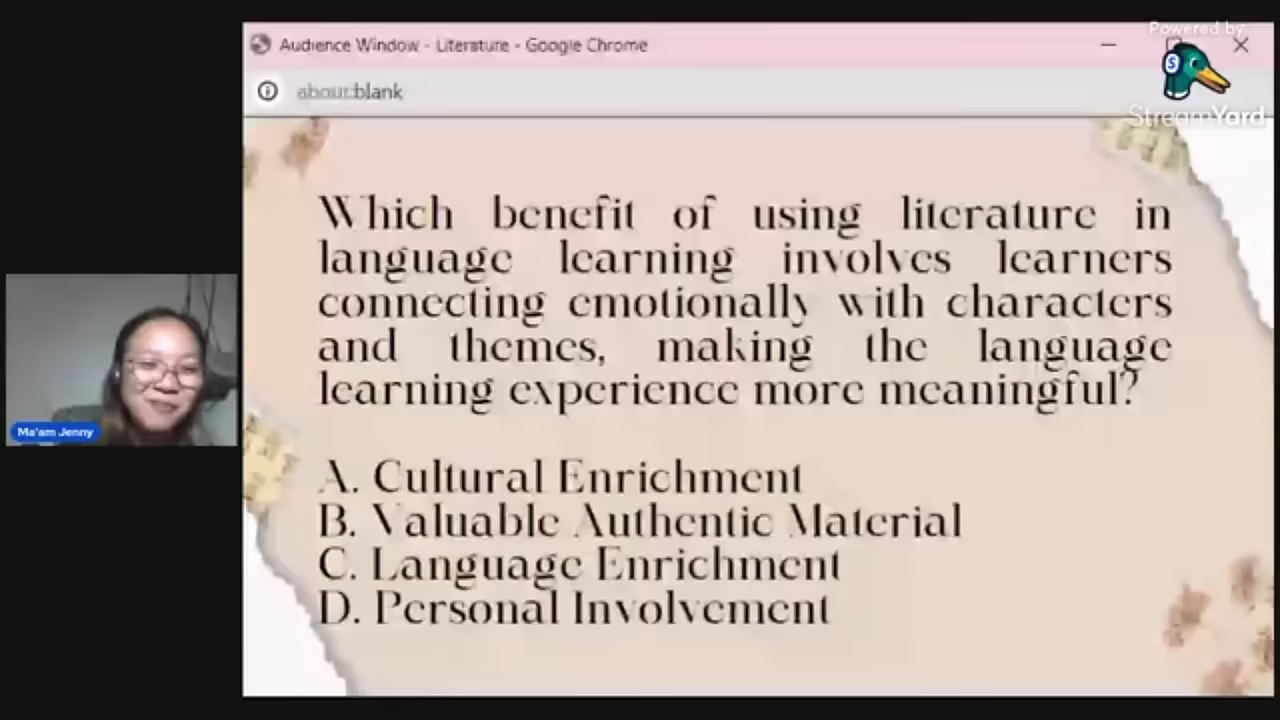 Audience Window - Literature - Google Chrome
Powered by
about:blank
StreamYard
Which benefit of using literature in
language learning involves learners
connecting emotionally with characters
and themes, making the language
learning experience more meaningful?
A. Cultural Enrichment
B. Valuable Authentic Material
C. Language Enrichment
D. Personal Involvement
Ma'am Jenny
S